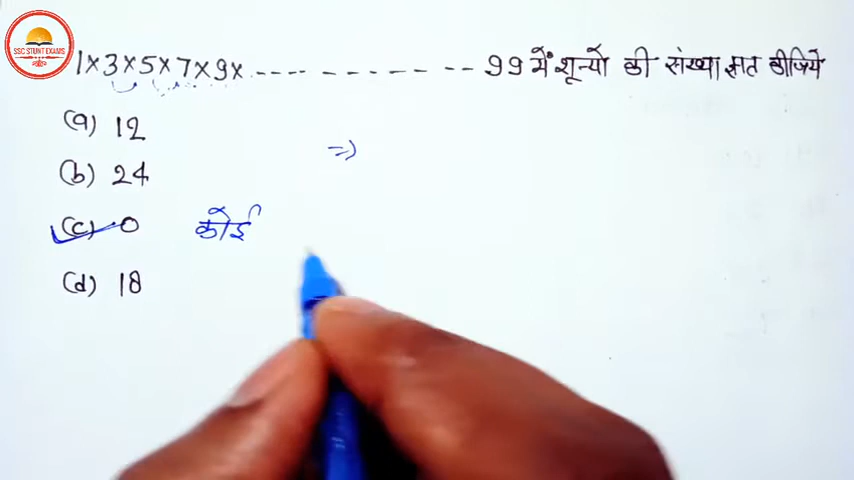 SSC STUNT EXAMS
1×3×5×7×9×---- - - - - - - -- 99 में शून्यो की संख्या ज्ञात कीजिये
(a) 12
(b) 24
(c) 0 कोई
(d) 18
=>